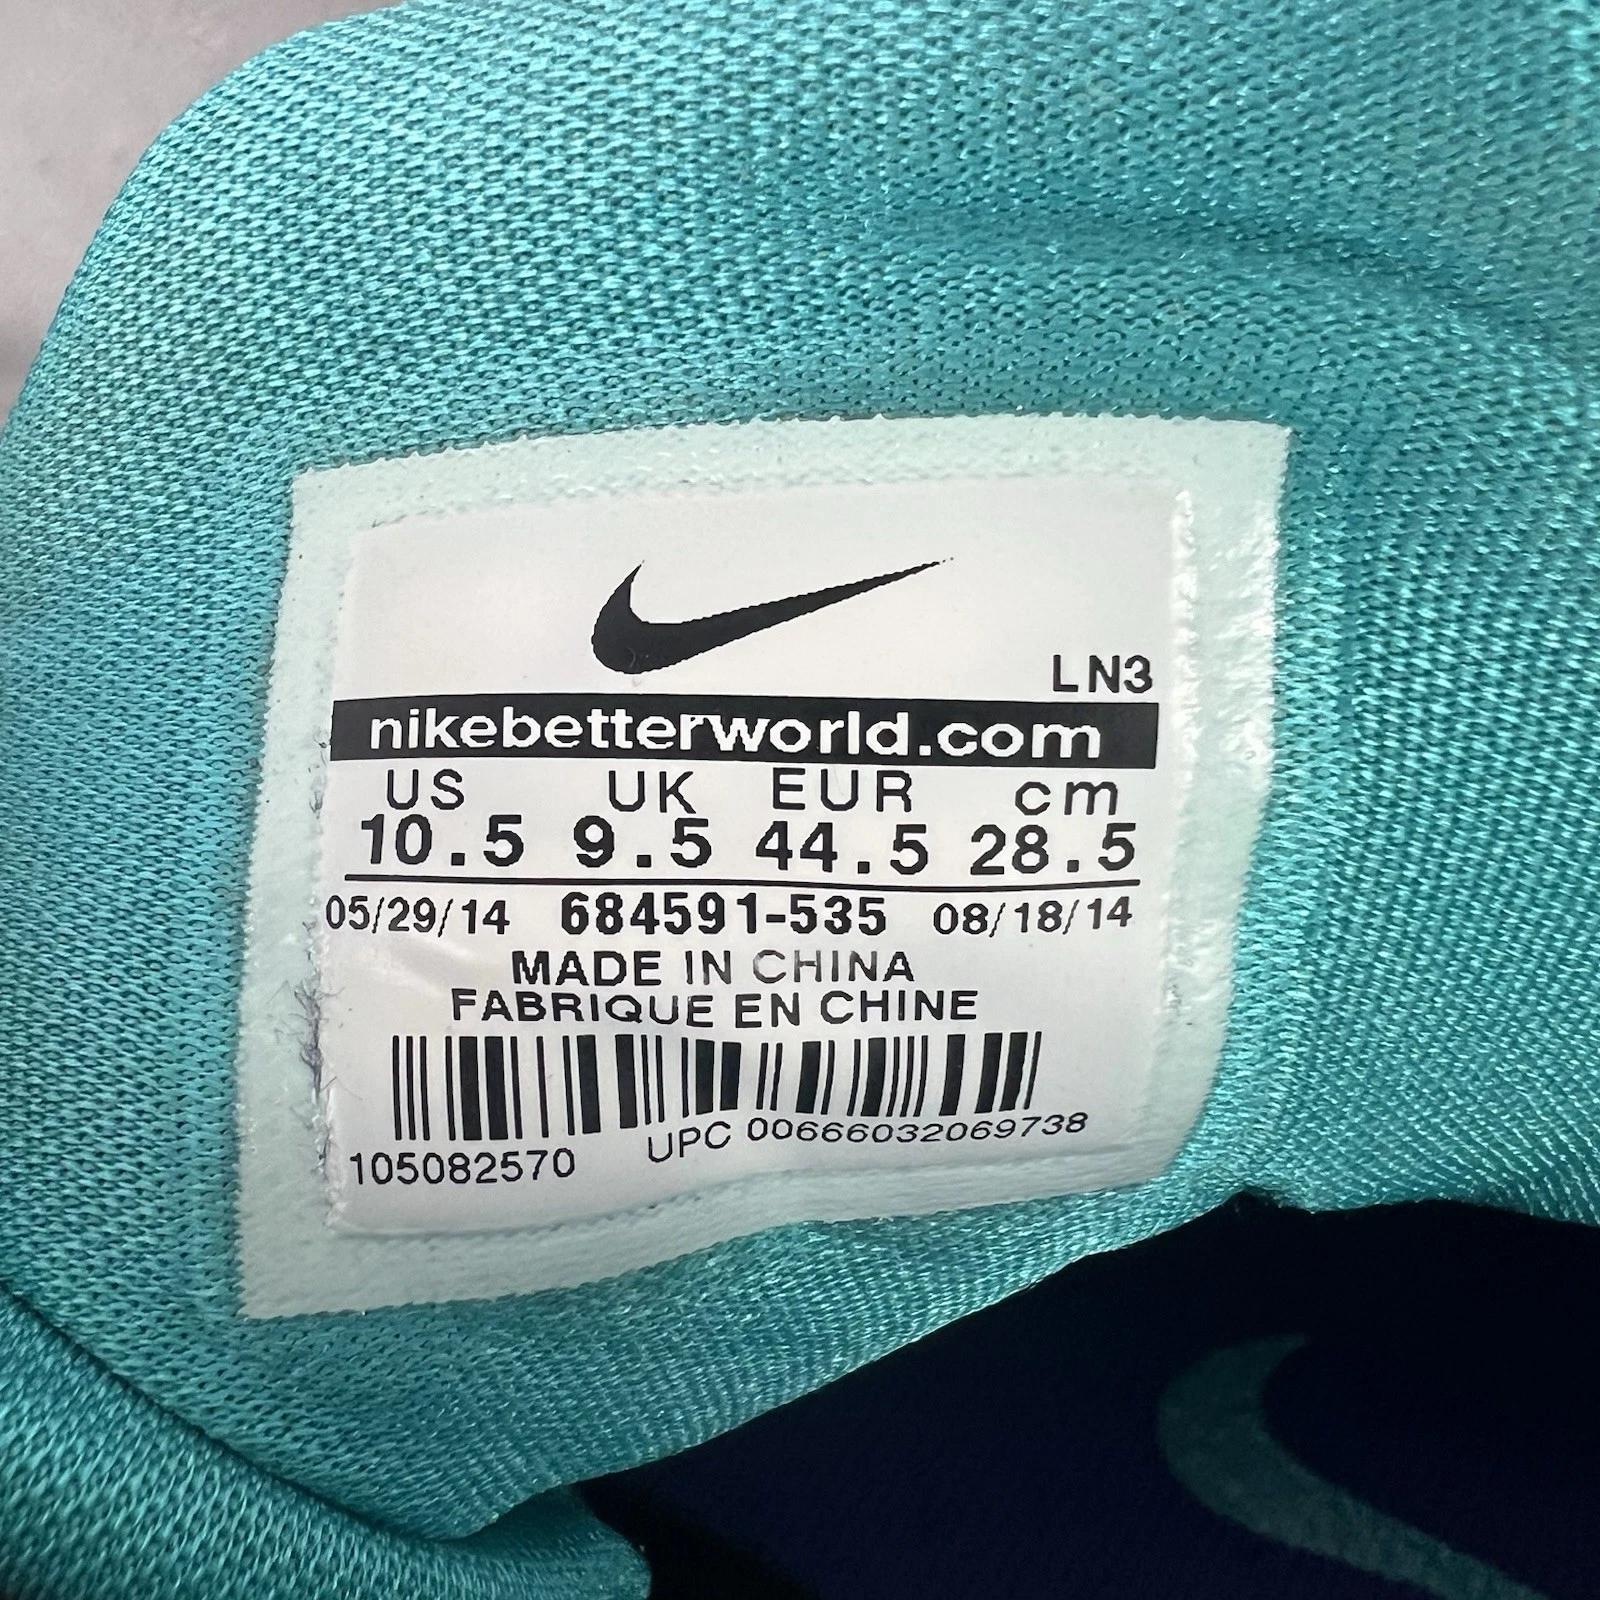 LN3
nikebetterworld.com
US UK EUR cm
10.5 9.5 44.5 28.5
05/29/14 684591-535 08/18/14
MADE IN CHINA
FABRIQUE EN CHINE
105082570 UPC 00666032069738